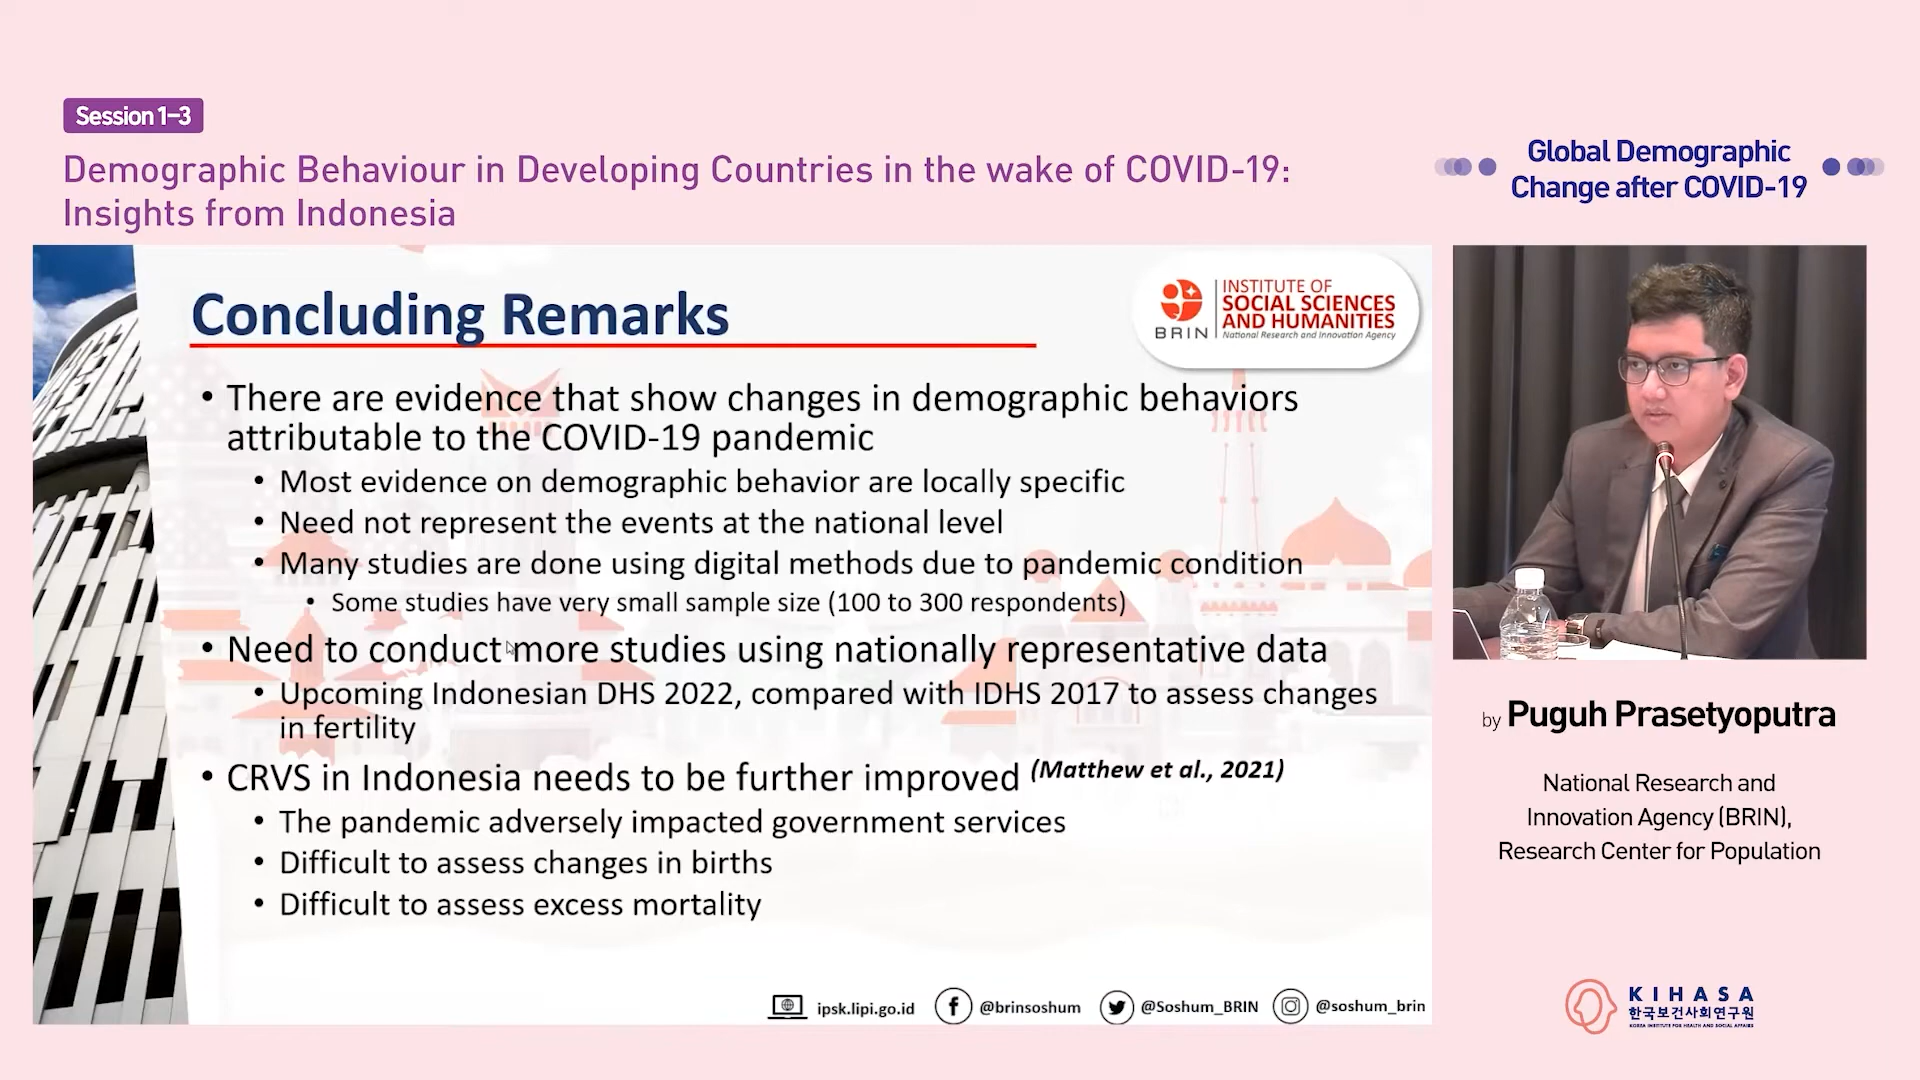 Session 1-3
Demographic Behaviour in Developing Countries in the wake of COVID-19:
Insights from Indonesia
Global Demographic
Change after COVID-19
Concluding Remarks
BRIN
INSTITUTE OF
SOCIAL SCIENCES
AND HUMANITIES
National Research and Innovation Agency
• There are evidence that show changes in demographic behaviors
attributable to the COVID-19 pandemic
• Most evidence on demographic behavior are locally specific
• Need not represent the events at the national level
• Many studies are done using digital methods due to pandemic condition
• Some studies have very small sample size (100 to 300 respondents)
• Need to conduct more studies using nationally representative data
• Upcoming Indonesian DHS 2022, compared with IDHS 2017 to assess changes
in fertility
• CRVS in Indonesia needs to be further improved (Matthew et al., 2021)
• The pandemic adversely impacted government services
• Difficult to assess changes in births
• Difficult to assess excess mortality
ipsk.lipi.go.id @brinsoshum @Soshum_BRIN @soshum_brin
by Puguh Prasetyoputra
National Research and
Innovation Agency (BRIN),
Research Center for Population
KIHASA
한국보건사회연구원
KOREA INSTITUTE FOR HEALTH AND SOCIAL AFFAIRS